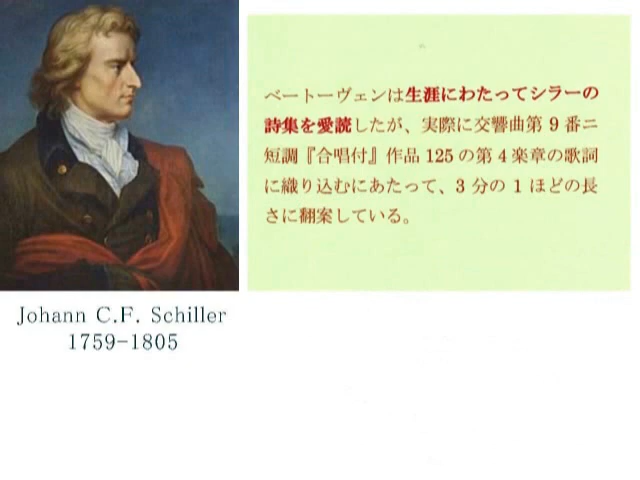 ベートーヴェンは生涯にわたってシラーの
詩集を愛読したが、実際に交響曲第9番ニ
短調『合唱付』作品125の第4楽章の歌詞
に織り込むにあたって、3分の1ほどの長
さに翻案している。
Johann C.F. Schiller
1759-1805